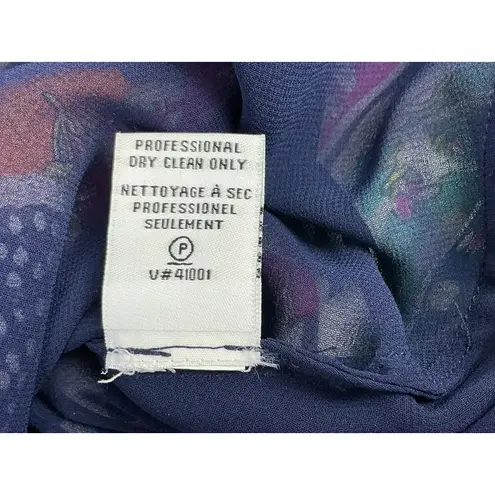 PROFESSIONAL
DRY CLEAN ONLY
NETTOYAGE À SEC
PROFESSIONEL
SEULEMENT
P
V#41001